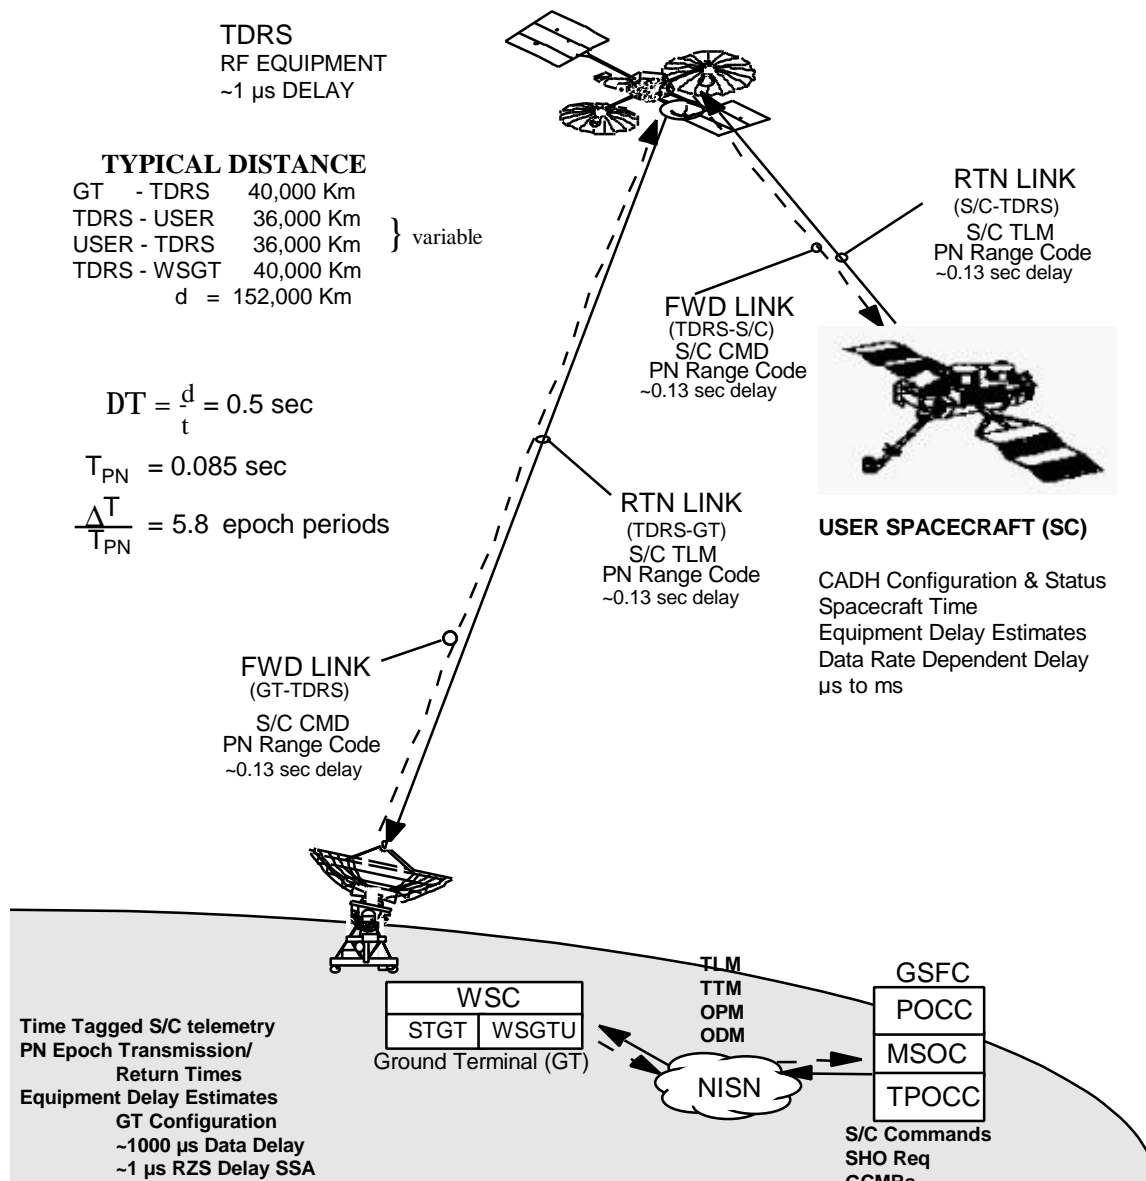 TDRS
RF EQUIPMENT
~1 µs DELAY
TYPICAL DISTANCE
GT - TDRS 40,000 Km
TDRS - USER 36,000 Km
USER - TDRS 36,000 Km
} variable
TDRS - WSGT 40,000 Km
d = 152,000 Km
DT = d/t = 0.5 sec
TPN = 0.085 sec
ΔT/TPN = 5.8 epoch periods
RTN LINK
(S/C-TDRS)
S/C TLM
PN Range Code
~0.13 sec delay
FWD LINK
(TDRS-S/C)
S/C CMD
PN Range Code
~0.13 sec delay
RTN LINK
(TDRS-GT)
S/C TLM
PN Range Code
~0.13 sec delay
USER SPACECRAFT (SC)
CADH Configuration & Status
Spacecraft Time
Equipment Delay Estimates
Data Rate Dependent Delay
µs to ms
FWD LINK
(GT-TDRS)
S/C CMD
PN Range Code
~0.13 sec delay
WSC
STGT WSGTU
Ground Terminal (GT)
TLM
TTM
OPM
ODM
NISN
GSFC
POCC
MSOC
TPOCC
S/C Commands
SHO Req
Time Tagged S/C telemetry
PN Epoch Transmission/
Return Times
Equipment Delay Estimates
GT Configuration
~1000 µs Data Delay
~1 µs RZS Delay SSA